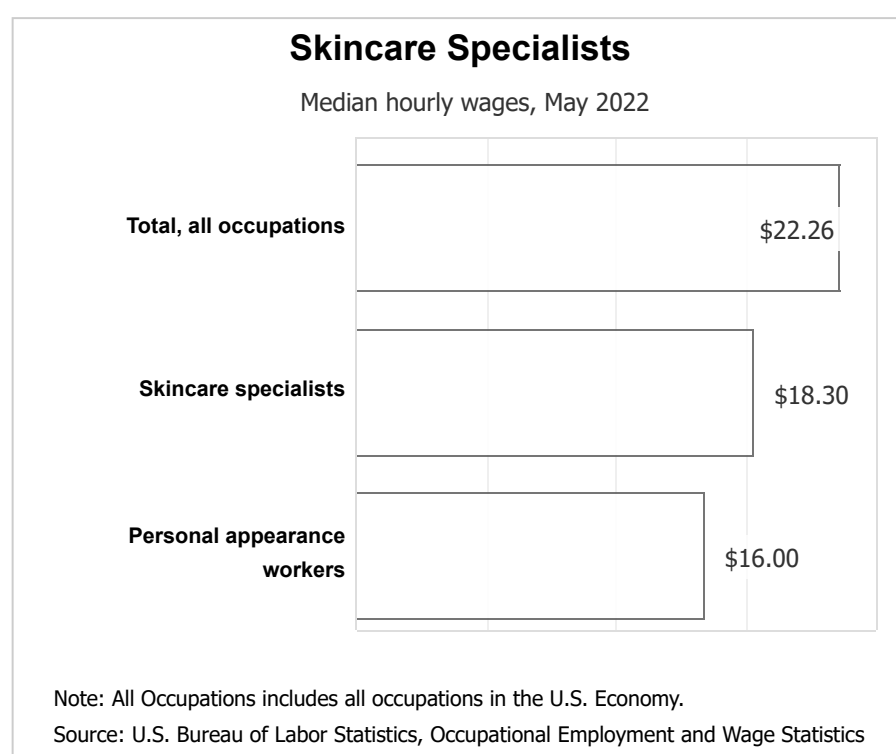 Skincare Specialists
Median hourly wages, May 2022
Total, all occupations
$22.26
Skincare specialists
$18.30
Personal appearance
workers
$16.00
Note: All Occupations includes all occupations in the U.S. Economy.
Source: U.S. Bureau of Labor Statistics, Occupational Employment and Wage Statistics